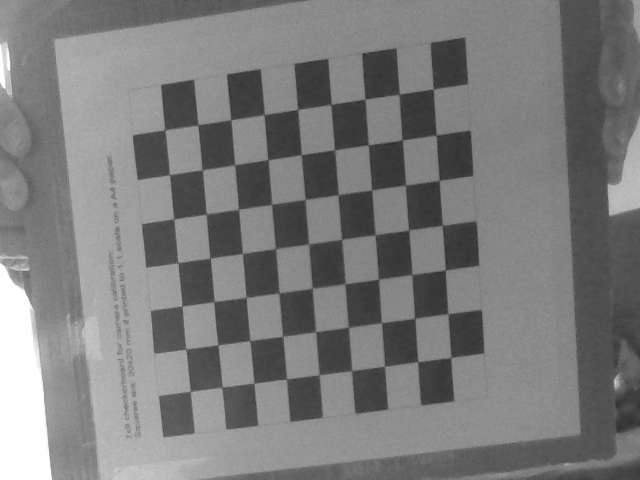 7x9 checkerboard for camera calibration.
Squares are 20x20 mm if printed to 1:1 scale on a A4 paper.